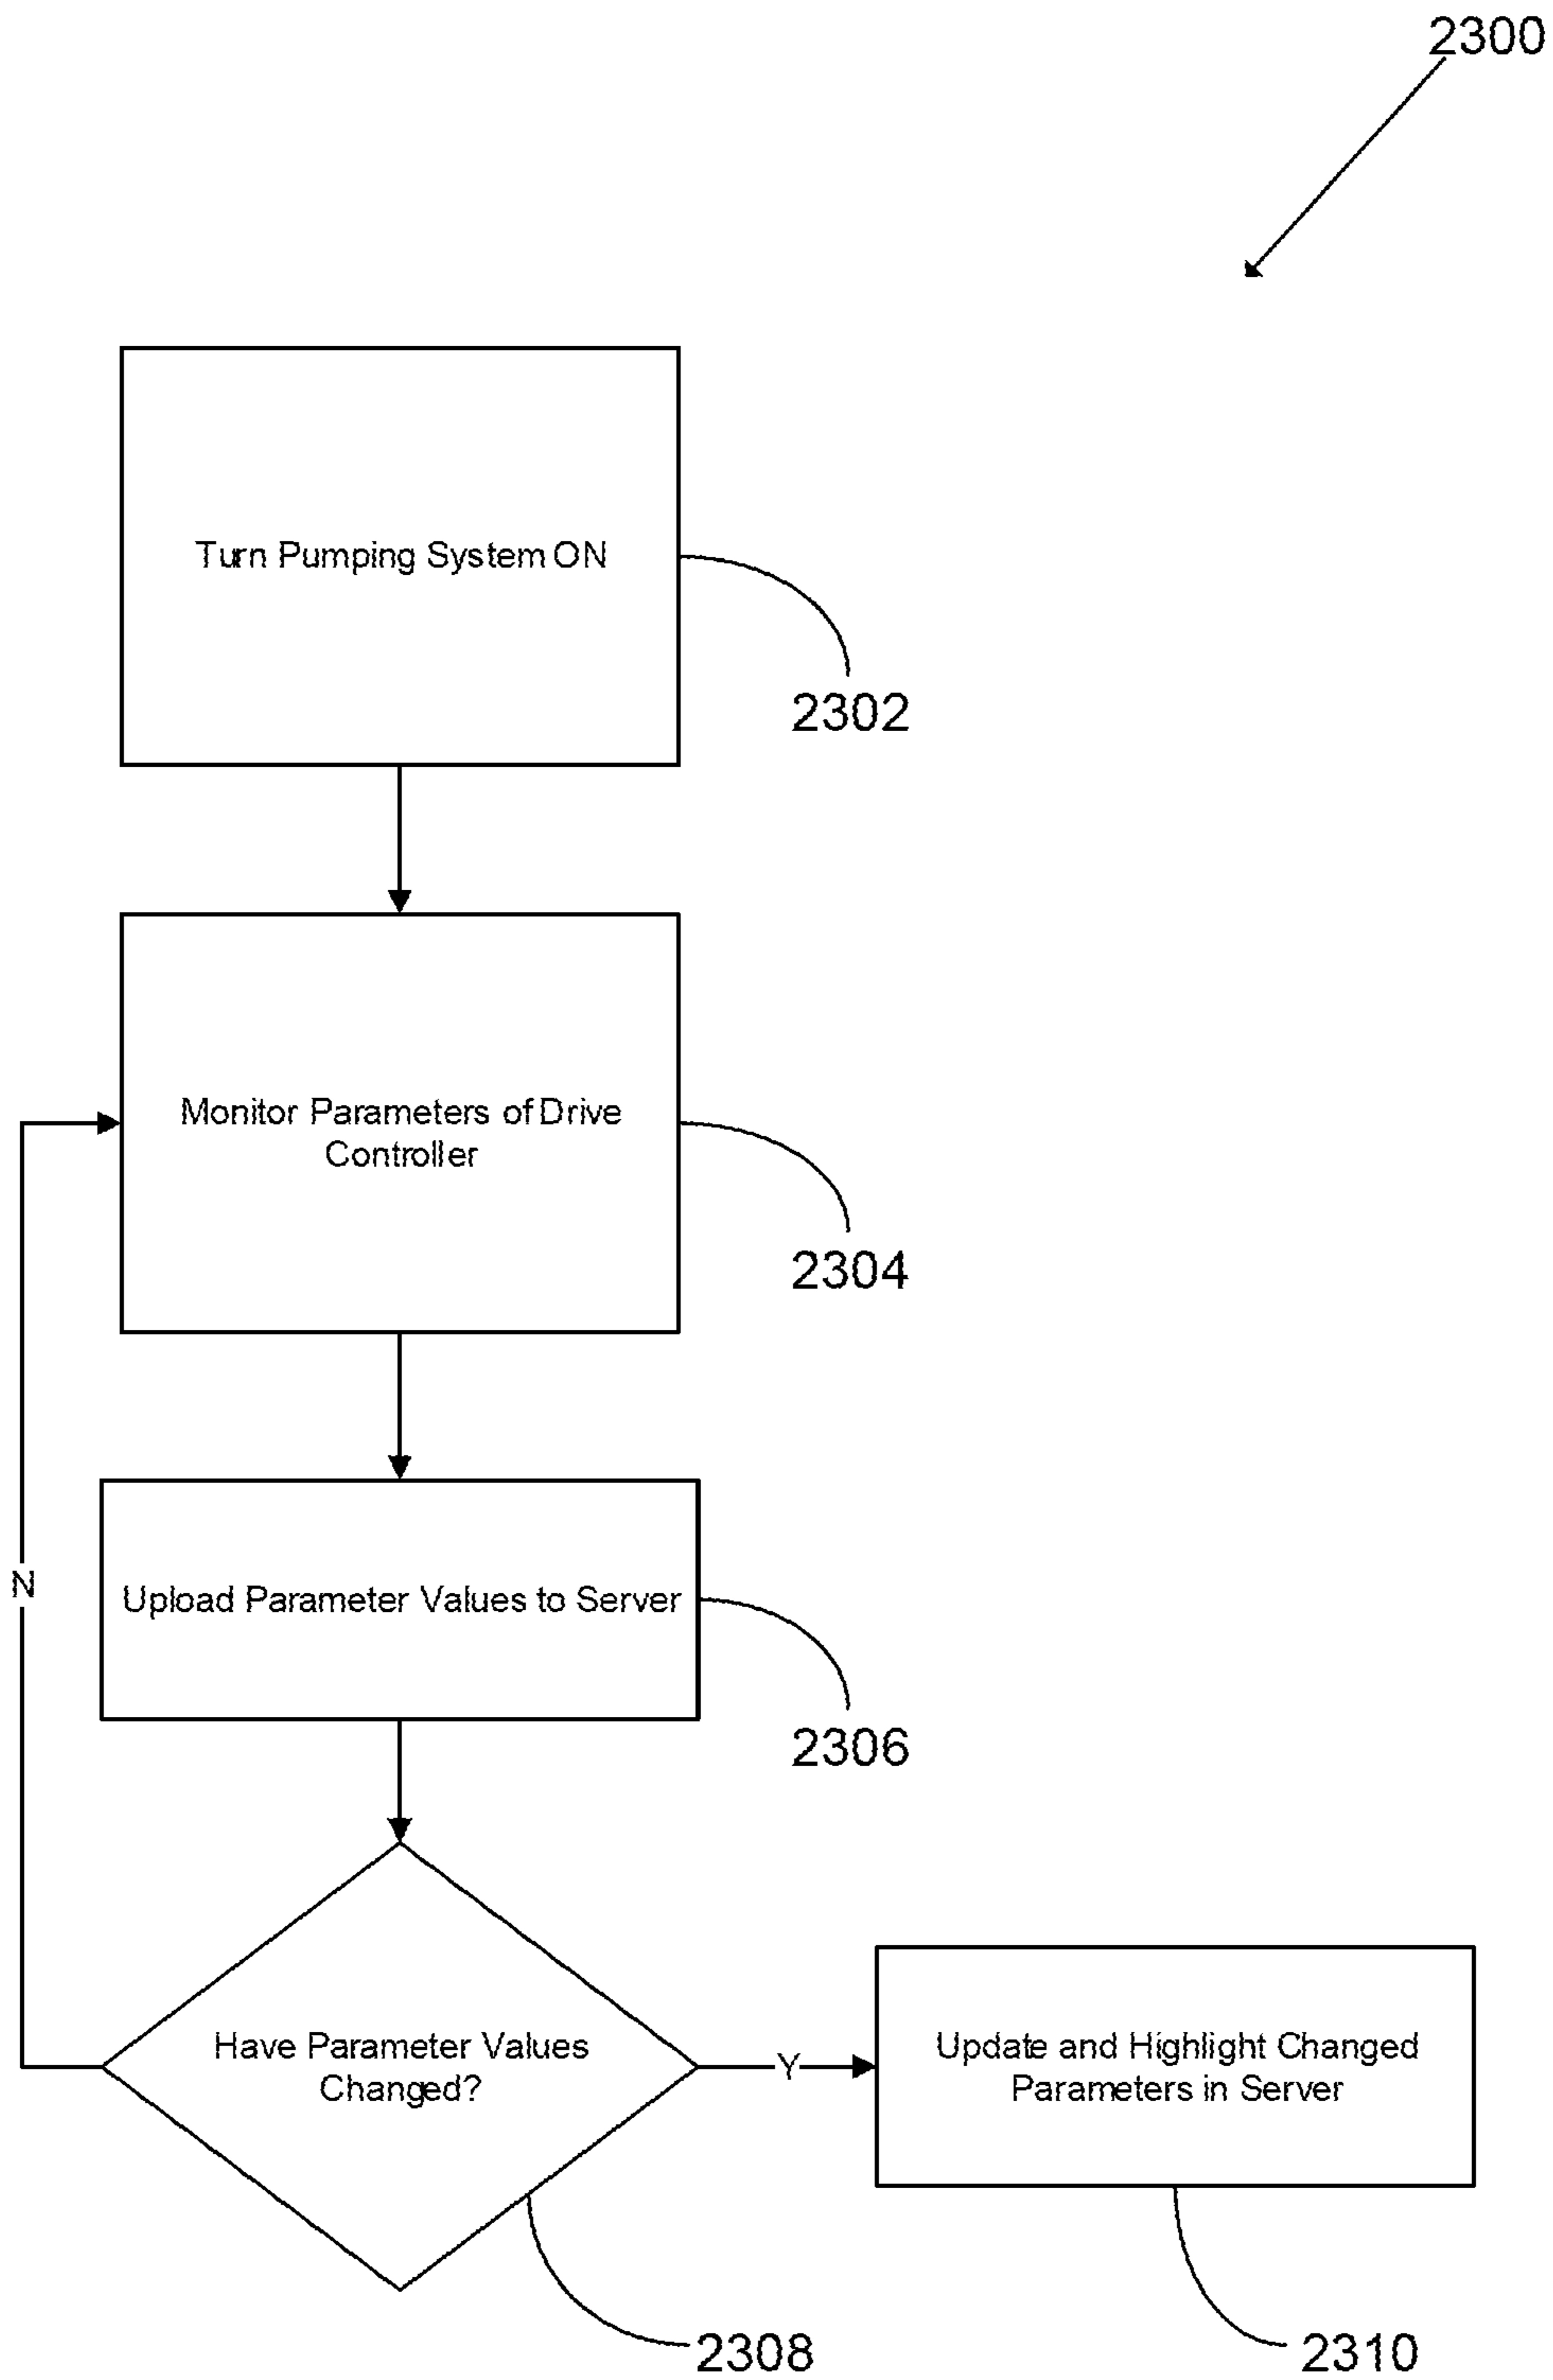 2300
Turn Pumping System ON
2302
Monitor Parameters of Drive
Controller
2304
Upload Parameter Values to Server
2306
N
Have Parameter Values
Changed?
Y
Update and Highlight Changed
Parameters in Server
2308
2310